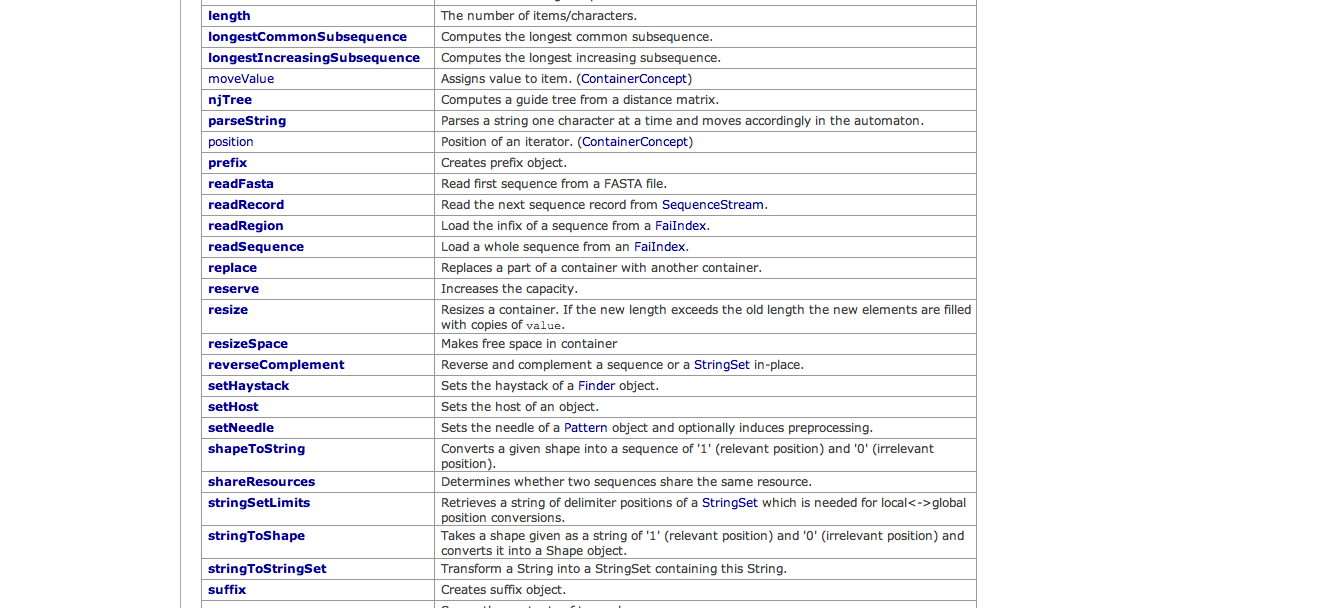 length The number of items/characters.
longestCommonSubsequence Computes the longest common subsequence.
longestIncreasingSubsequence Computes the longest increasing subsequence.
moveValue Assigns value to item. (ContainerConcept)
njTree Computes a guide tree from a distance matrix.
parseString Parses a string one character at a time and moves accordingly in the automaton.
position Position of an iterator. (ContainerConcept)
prefix Creates prefix object.
readFasta Read first sequence from a FASTA file.
readRecord Read the next sequence record from SequenceStream.
readRegion Load the infix of a sequence from a FaiIndex.
readSequence Load a whole sequence from an FaiIndex.
replace Replaces a part of a container with another container.
reserve Increases the capacity.
resize Resizes a container. If the new length exceeds the old length the new elements are filled
with copies of value.
resizeSpace Makes free space in container
reverseComplement Reverse and complement a sequence or a StringSet in-place.
setHaystack Sets the haystack of a Finder object.
setHost Sets the host of an object.
setNeedle Sets the needle of a Pattern object and optionally induces preprocessing.
shapeToString Converts a given shape into a sequence of '1' (relevant position) and '0' (irrelevant
position).
shareResources Determines whether two sequences share the same resource.
stringSetLimits Retrieves a string of delimiter positions of a StringSet which is needed for local<->global
position conversions.
stringToShape Takes a shape given as a string of '1' (relevant position) and '0' (irrelevant position) and
converts it into a Shape object.
stringToStringSet Transform a String into a StringSet containing this String.
suffix Creates suffix object.